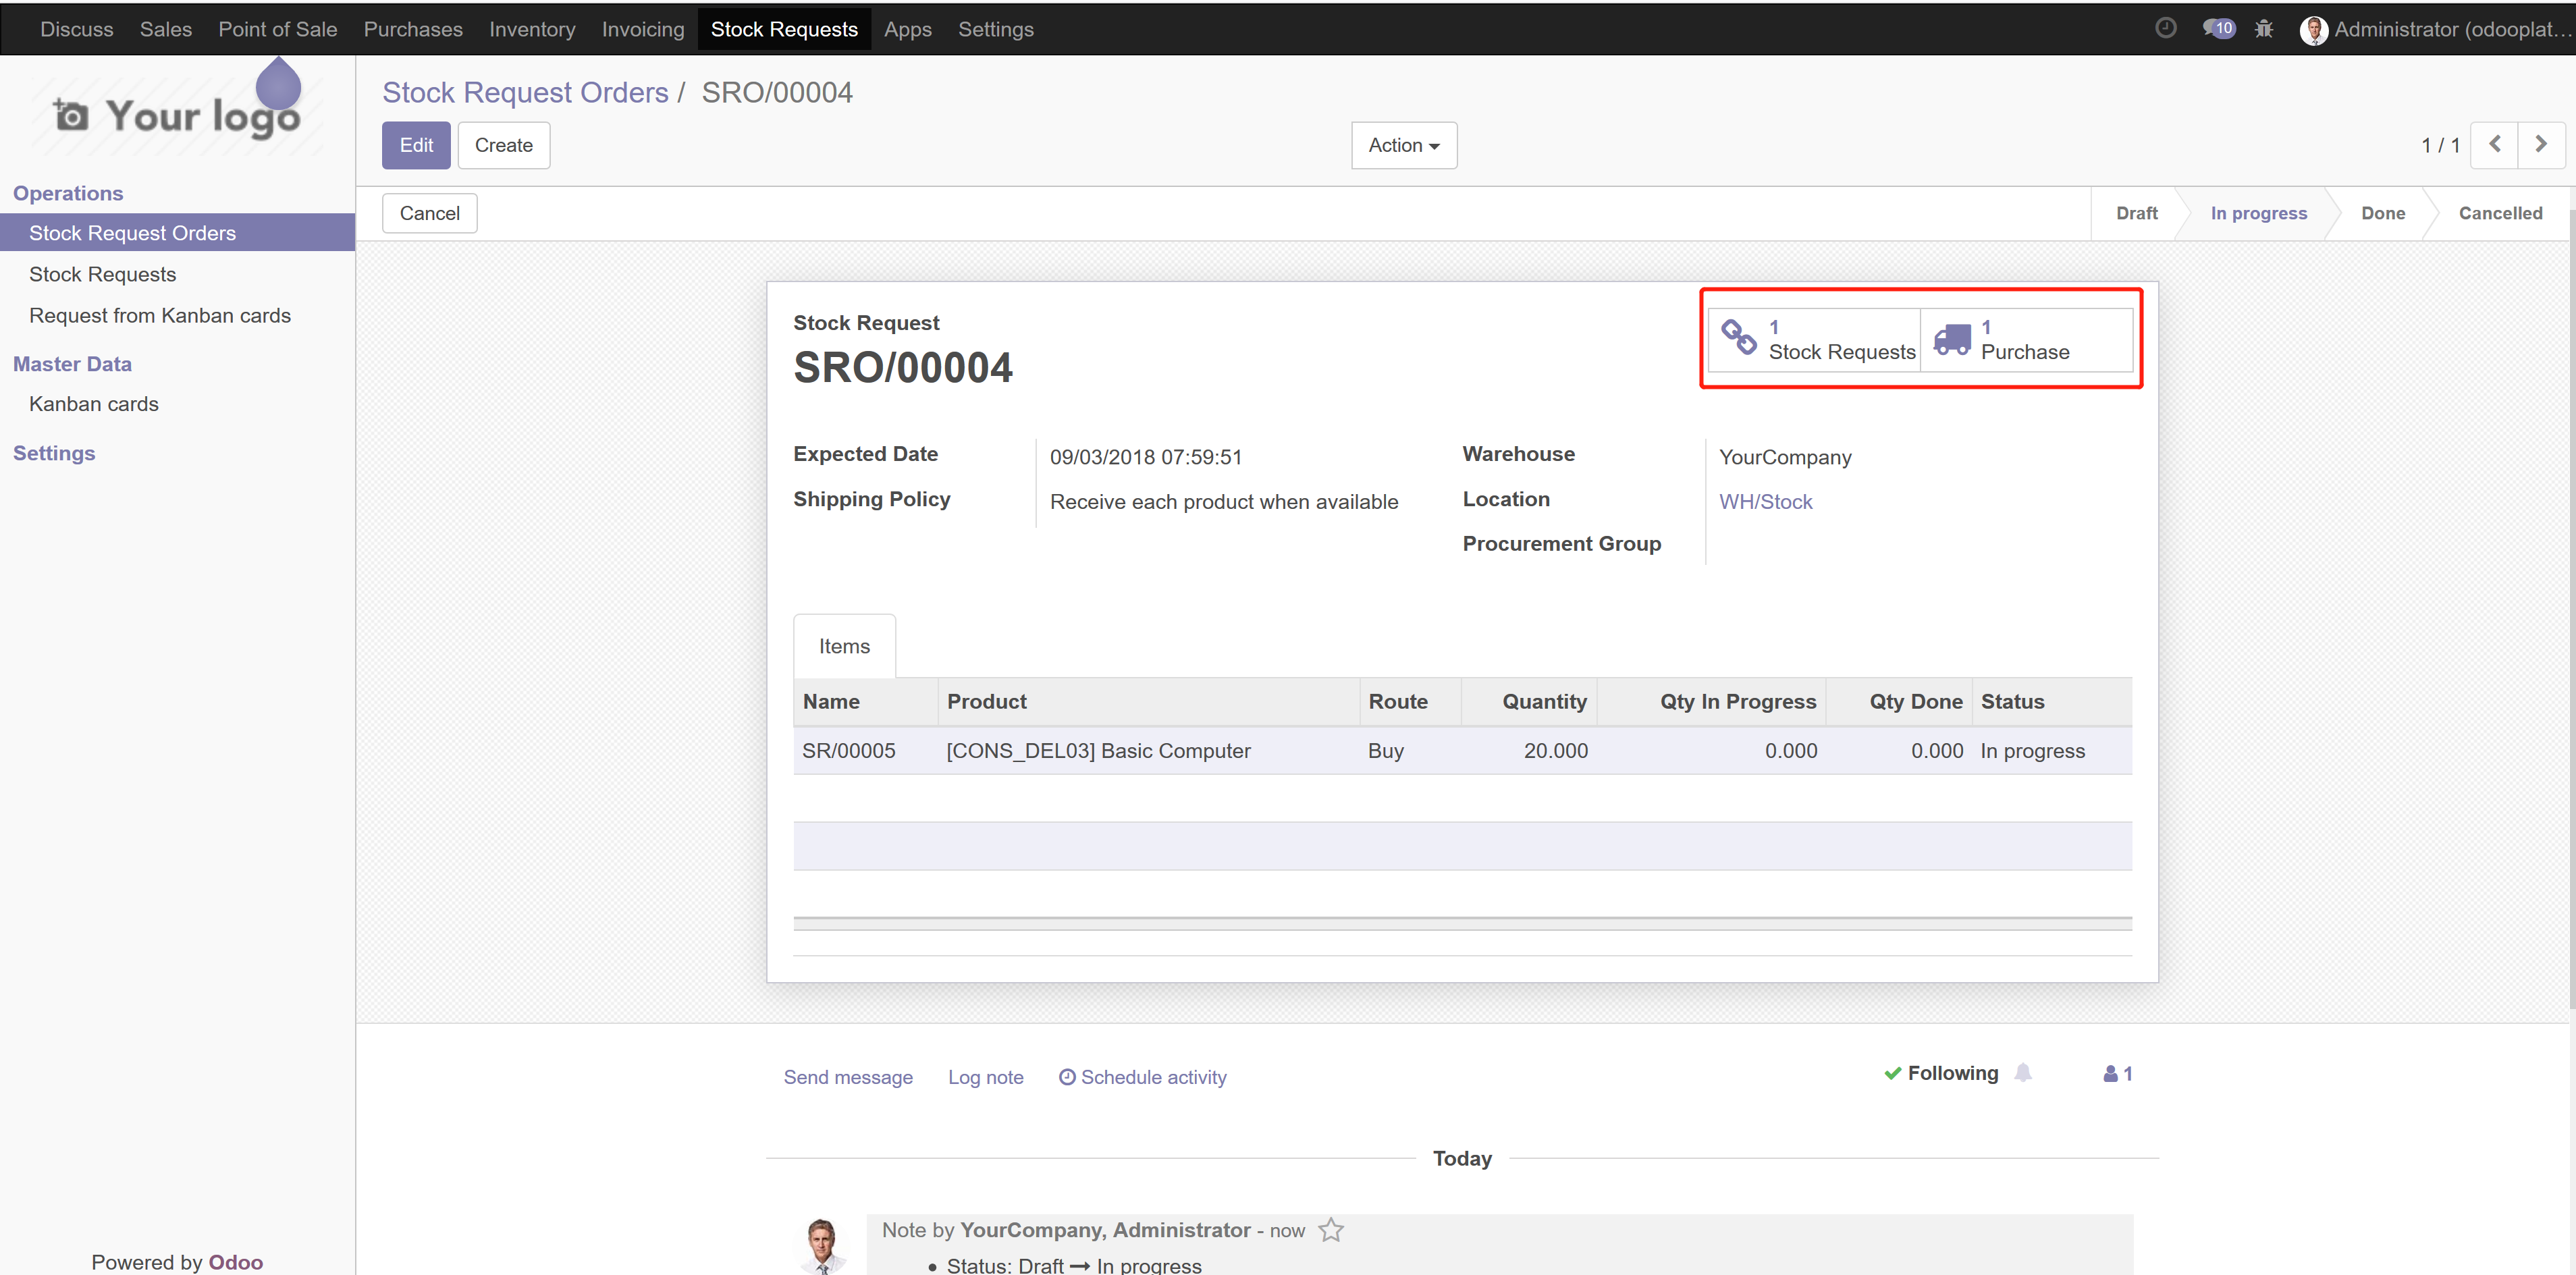 Discuss Sales Point of Sale Purchases Inventory Invoicing Stock Requests Apps Settings 10 Administrator (odooplat...
Your logo
Operations
Stock Request Orders
Stock Requests
Request from Kanban cards
Master Data
Kanban cards
Settings
Powered by Odoo
Stock Request Orders / SRO/00004
Edit Create Action 1 / 1
Cancel Draft In progress Done Cancelled
1 Stock Requests
1 Purchase
Stock Request
SRO/00004
Expected Date 09/03/2018 07:59:51
Shipping Policy Receive each product when available
Warehouse YourCompany
Location WH/Stock
Procurement Group
Items
Name Product Route Quantity Qty In Progress Qty Done Status
SR/00005 [CONS_DEL03] Basic Computer Buy 20.000 0.000 0.000 In progress
Send message Log note Schedule activity Following 1
Today
Note by YourCompany, Administrator - now
• Status: Draft → In progress